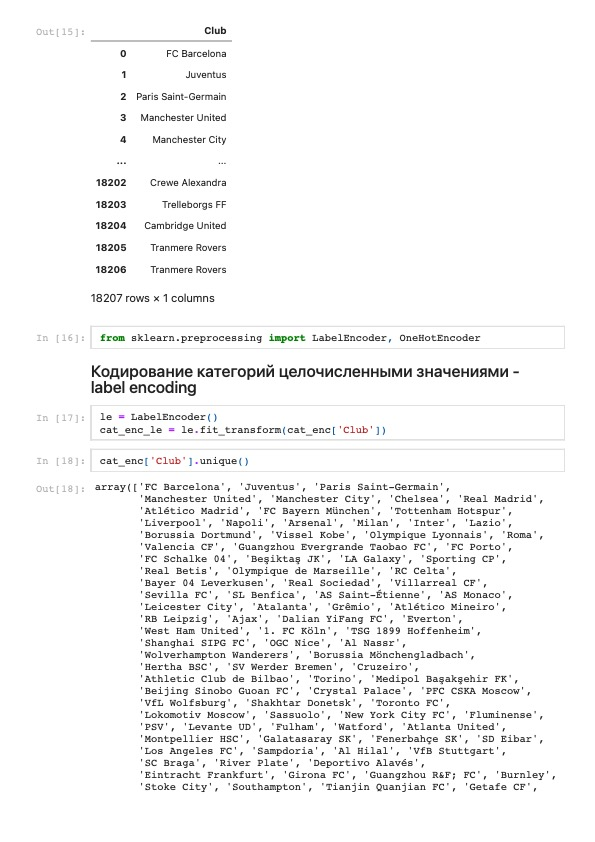 Out[15]: Club
0 FC Barcelona
1 Juventus
2 Paris Saint-Germain
3 Manchester United
4 Manchester City
... ...
18202 Crewe Alexandra
18203 Trelleborgs FF
18204 Cambridge United
18205 Tranmere Rovers
18206 Tranmere Rovers
18207 rows × 1 columns
In [16]: from sklearn.preprocessing import LabelEncoder, OneHotEncoder
Кодирование категорий целочисленными значениями -
label encoding
In [17]: le = LabelEncoder()
cat_enc_le = le.fit_transform(cat_enc['Club'])
In [18]: cat_enc['Club'].unique()
Out[18]: array(['FC Barcelona', 'Juventus', 'Paris Saint-Germain',
'Manchester United', 'Manchester City', 'Chelsea', 'Real Madrid',
'Atlético Madrid', 'FC Bayern München', 'Tottenham Hotspur',
'Liverpool', 'Napoli', 'Arsenal', 'Milan', 'Inter', 'Lazio',
'Borussia Dortmund', 'Vissel Kobe', 'Olympique Lyonnais', 'Roma',
'Valencia CF', 'Guangzhou Evergrande Taobao FC', 'FC Porto',
'FC Schalke 04', 'Beşiktaş JK', 'LA Galaxy', 'Sporting CP',
'Real Betis', 'Olympique de Marseille', 'RC Celta',
'Bayer 04 Leverkusen', 'Real Sociedad', 'Villarreal CF',
'Sevilla FC', 'SL Benfica', 'AS Saint-Étienne', 'AS Monaco',
'Leicester City', 'Atalanta', 'Grêmio', 'Atlético Mineiro',
'RB Leipzig', 'Ajax', 'Dalian YiFang FC', 'Everton',
'West Ham United', '1. FC Köln', 'TSG 1899 Hoffenheim',
'Shanghai SIPG FC', 'OGC Nice', 'Al Nassr',
'Wolverhampton Wanderers', 'Borussia Mönchengladbach',
'Hertha BSC', 'SV Werder Bremen', 'Cruzeiro',
'Athletic Club de Bilbao', 'Torino', 'Medipol Başakşehir FK',
'Beijing Sinobo Guoan FC', 'Crystal Palace', 'PFC CSKA Moscow',
'VfL Wolfsburg', 'Shakhtar Donetsk', 'Toronto FC',
'Lokomotiv Moscow', 'Sassuolo', 'New York City FC', 'Fluminense',
'PSV', 'Levante UD', 'Fulham', 'Watford', 'Atlanta United',
'Montpellier HSC', 'Galatasaray SK', 'Fenerbahçe SK', 'SD Eibar',
'Los Angeles FC', 'Sampdoria', 'Al Hilal', 'VfB Stuttgart',
'SC Braga', 'River Plate', 'Deportivo Alavés',
'Eintracht Frankfurt', 'Girona FC', 'Guangzhou R&amp;F; FC', 'Burnley',
'Stoke City', 'Southampton', 'Tianjin Quanjian FC', 'Getafe CF',